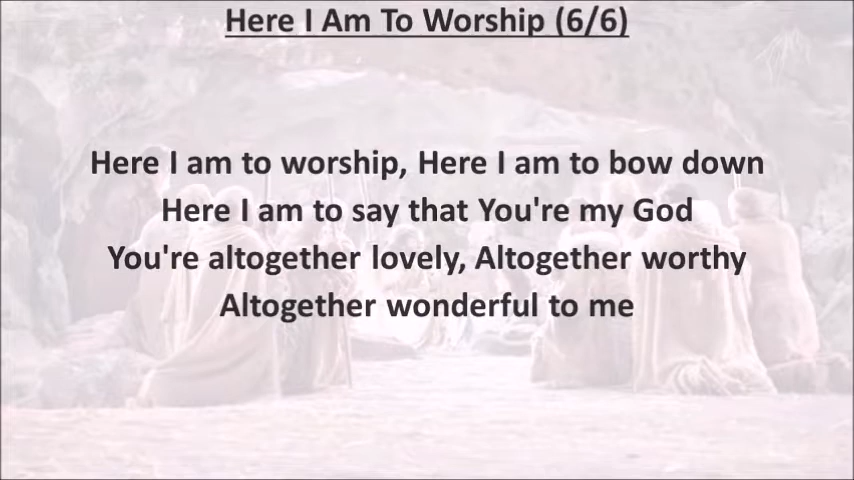 Here I Am To Worship (6/6)
Here I am to worship, Here I am to bow down
Here I am to say that You're my God
You're altogether lovely, Altogether worthy
Altogether wonderful to me